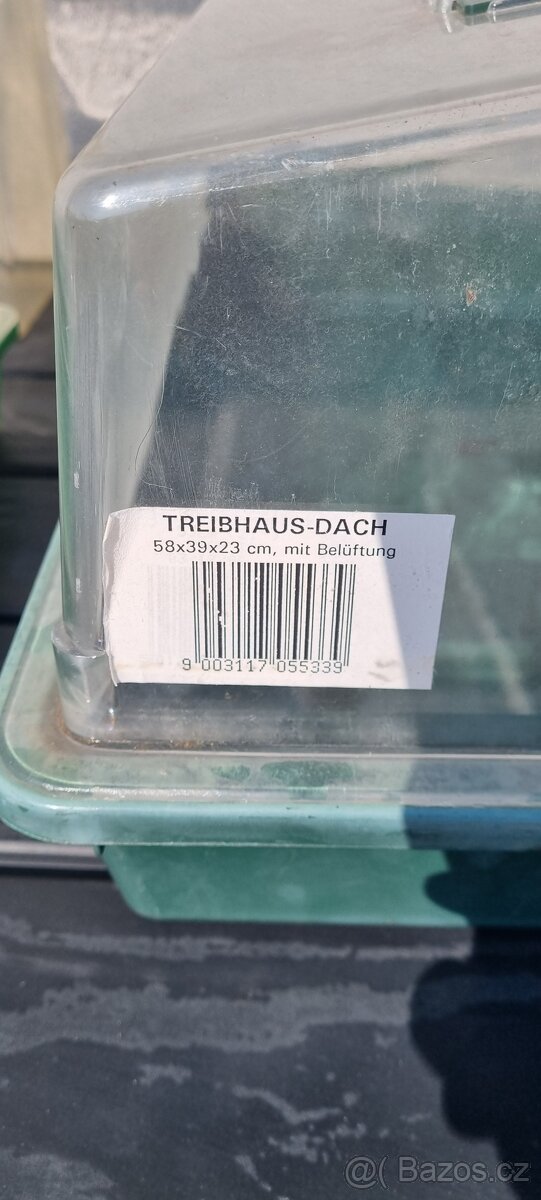 TREIBHAUS-DACH
58x39x23 cm, mit Belüftung
9 003117 055339
@( Bazos.cz